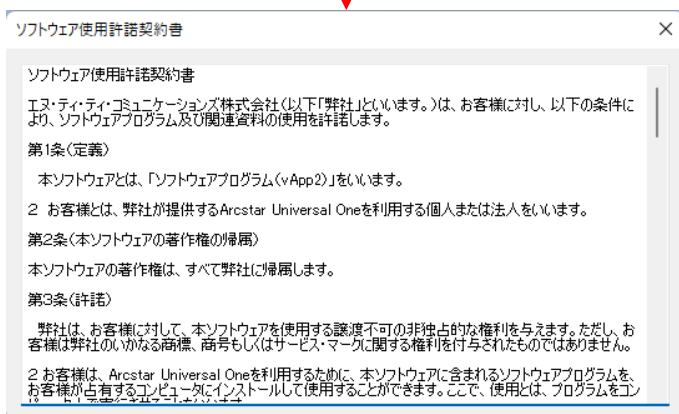 ソフトウェア使用許諾契約書
ソフトウェア使用許諾契約書
エヌ・ティ・ティ・コミュニケーションズ株式会社(以下「弊社」といいます。)は、お客様に対し、以下の条件に
より、ソフトウェアプログラム及び関連資料の使用を許諾します。
第1条(定義)
本ソフトウェアとは、「ソフトウェアプログラム(vApp2)」をいいます。
2 お客様とは、弊社が提供するArcstar Universal Oneを利用する個人または法人をいいます。
第2条(本ソフトウェアの著作権の帰属)
本ソフトウェアの著作権は、すべて弊社に帰属します。
第3条(許諾)
弊社は、お客様に対して、本ソフトウェアを使用する譲渡不可の非独占的な権利を与えます。ただし、お
客様は弊社のいかなる商標、商号もしくはサービス・マークに関する権利を付与されたものではありません。
2 お客様は、Arcstar Universal Oneを利用するために、本ソフトウェアに含まれるソフトウェアプログラムを、
お客様が占有するコンピュータにインストールして使用することができます。ここで、使用とは、プログラムをコン